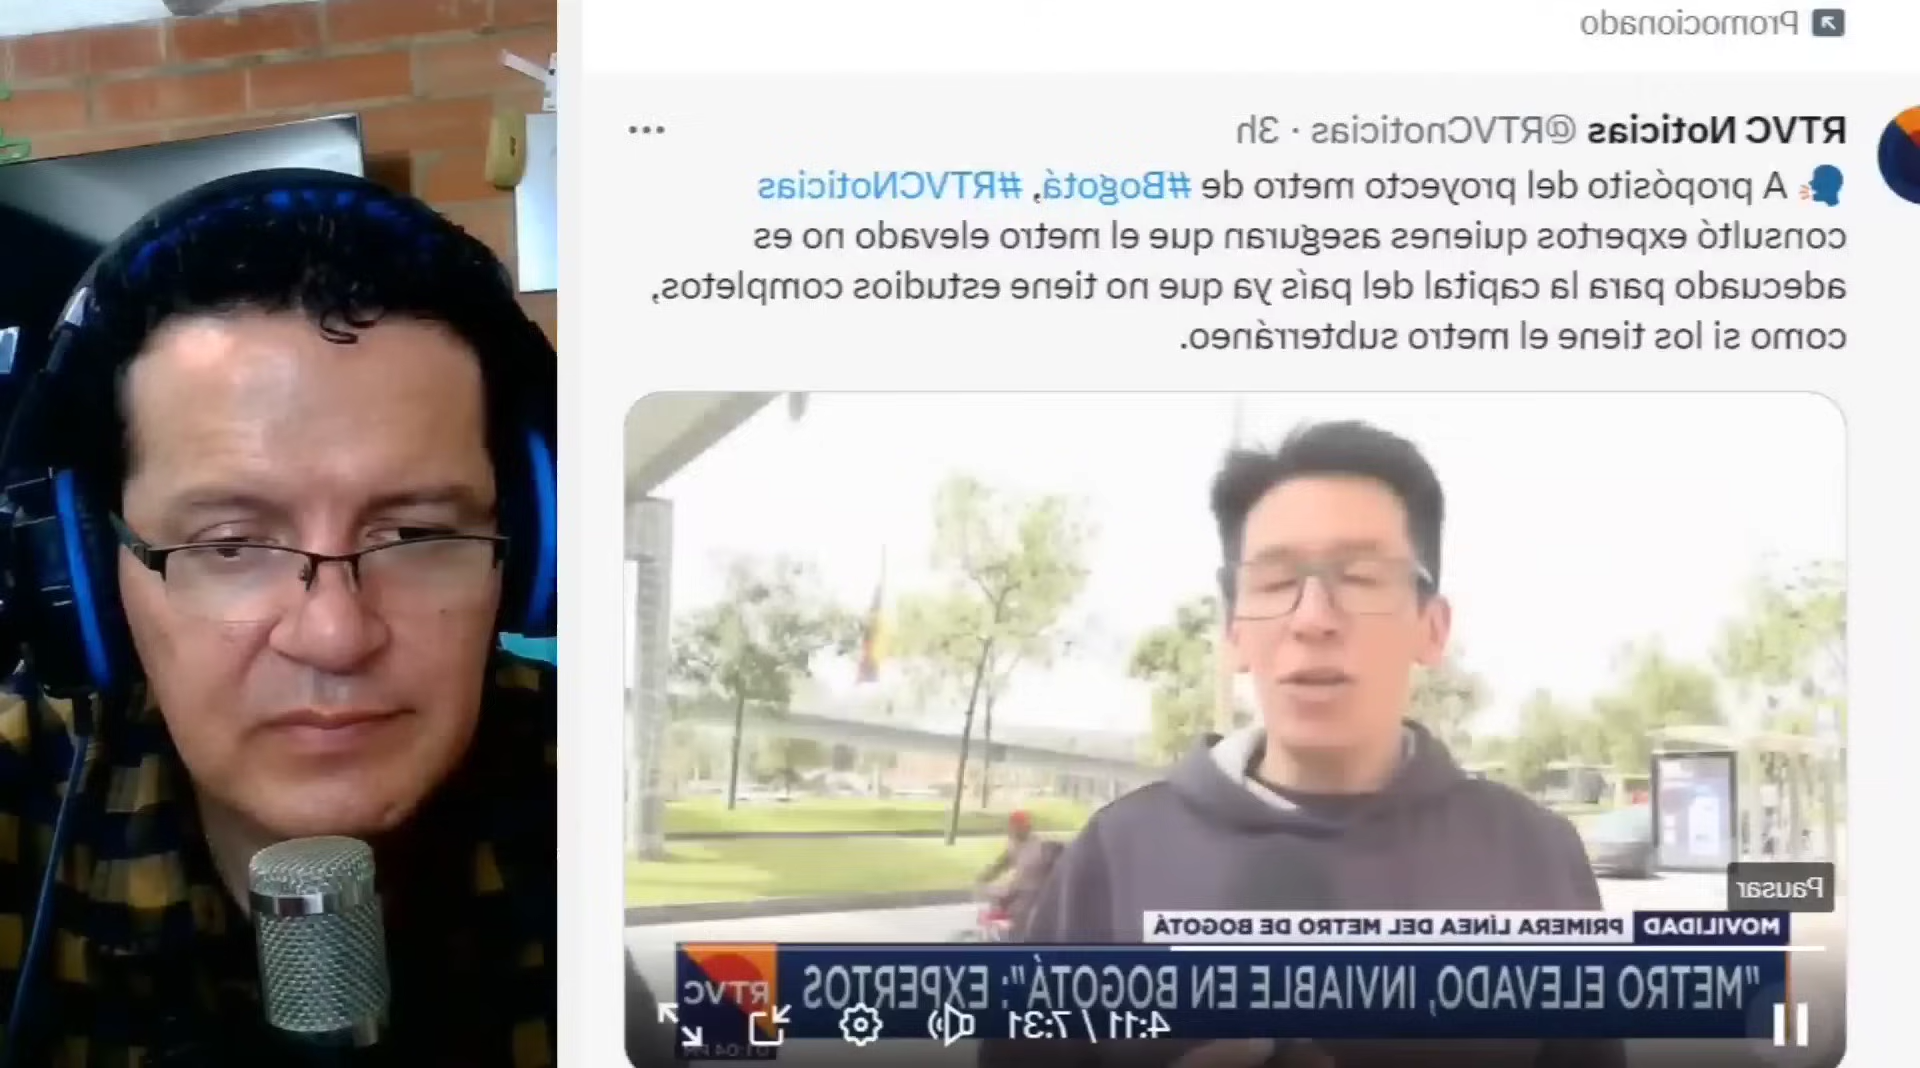 Promocionado
RTVC Noticias @RTVCnoticias · 3h
A propósito del proyecto metro de #Bogotá, #RTVCNoticias
consultó expertos quienes aseguran que el metro elevado no es
adecuado para la capital del país ya que no tiene estudios completos,
como si los tiene el metro subterráneo.
Pausar
MOVILIDAD PRIMERA LÍNEA DEL METRO DE BOGOTÁ
"METRO ELEVADO, INVIABLE EN BOGOTÁ": EXPERTOS
RTVC
4:11 / 7:31
01:04 PM